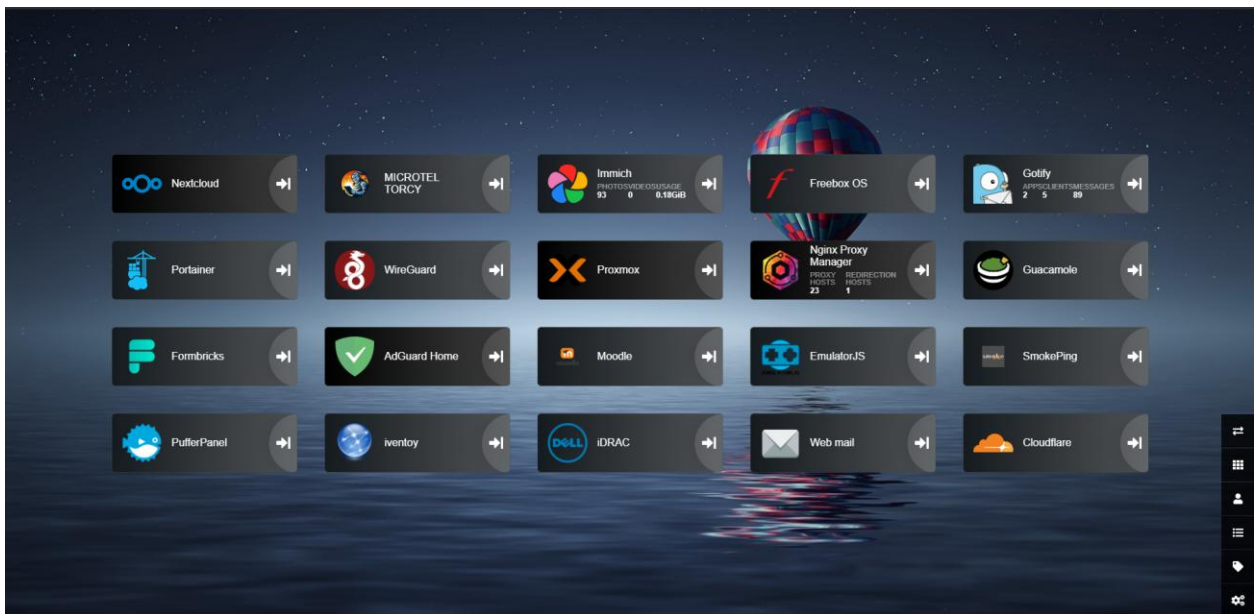 Nextcloud
MICROTEL
TORCY
Immich
PHOTOSVIDEOSUSAGE
93 0 0.18GiB
Freebox OS
Gotify
APPSCLIENTSMESSAGES
2 5 89
Portainer
WireGuard
Proxmox
Nginx Proxy
Manager
PROXY REDIRECTION
HOSTS HOSTS
23 1
Guacamole
Formbricks
AdGuard Home
Moodle
EmulatorJS
SmokePing
PufferPanel
iventoy
DELL
iDRAC
Web mail
Cloudflare